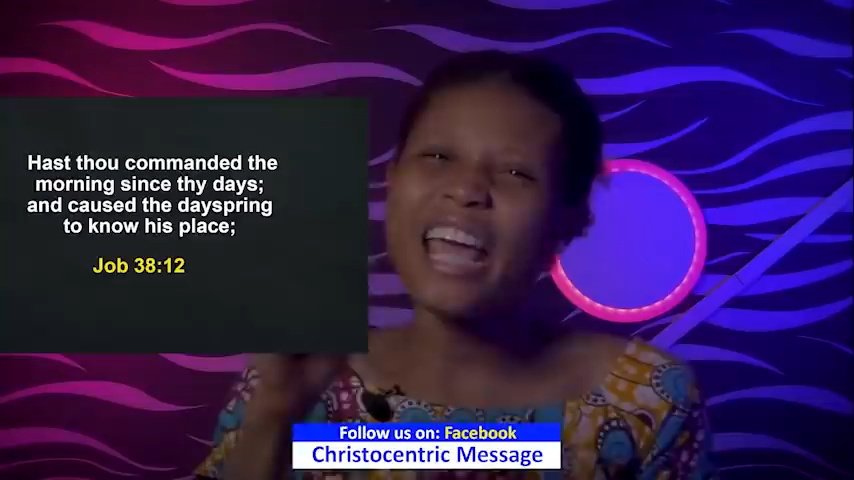 Hast thou commanded the
morning since thy days;
and caused the dayspring
to know his place;
Job 38:12
Follow us on: Facebook
Christocentric Message